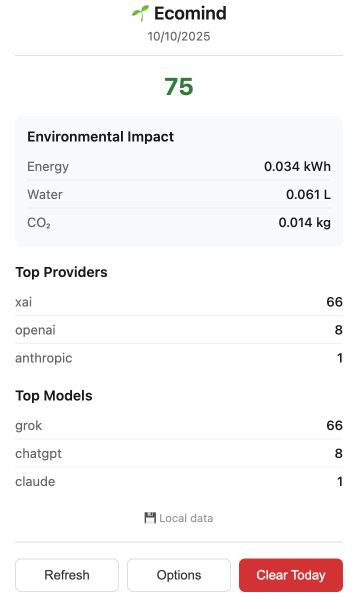 🌱 Ecomind
10/10/2025
75
Environmental Impact
Energy 0.034 kWh
Water 0.061 L
CO₂ 0.014 kg
Top Providers
xai 66
openai 8
anthropic 1
Top Models
grok 66
chatgpt 8
claude 1
💾 Local data
Refresh Options Clear Today